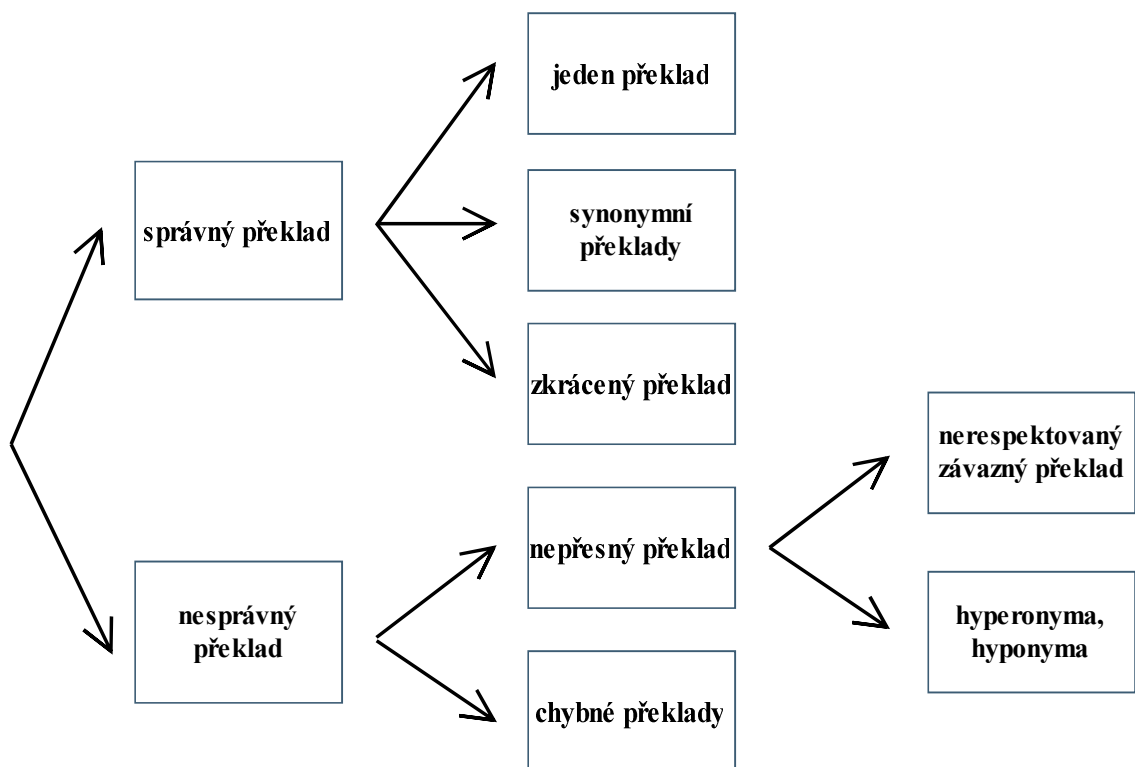 jeden překlad
správný překlad
synonymní
překlady
zkrácený překlad
nerespektovaný
závazný překlad
nepřesný překlad
nesprávný
překlad
hyperonyma,
hyponyma
chybné překlady